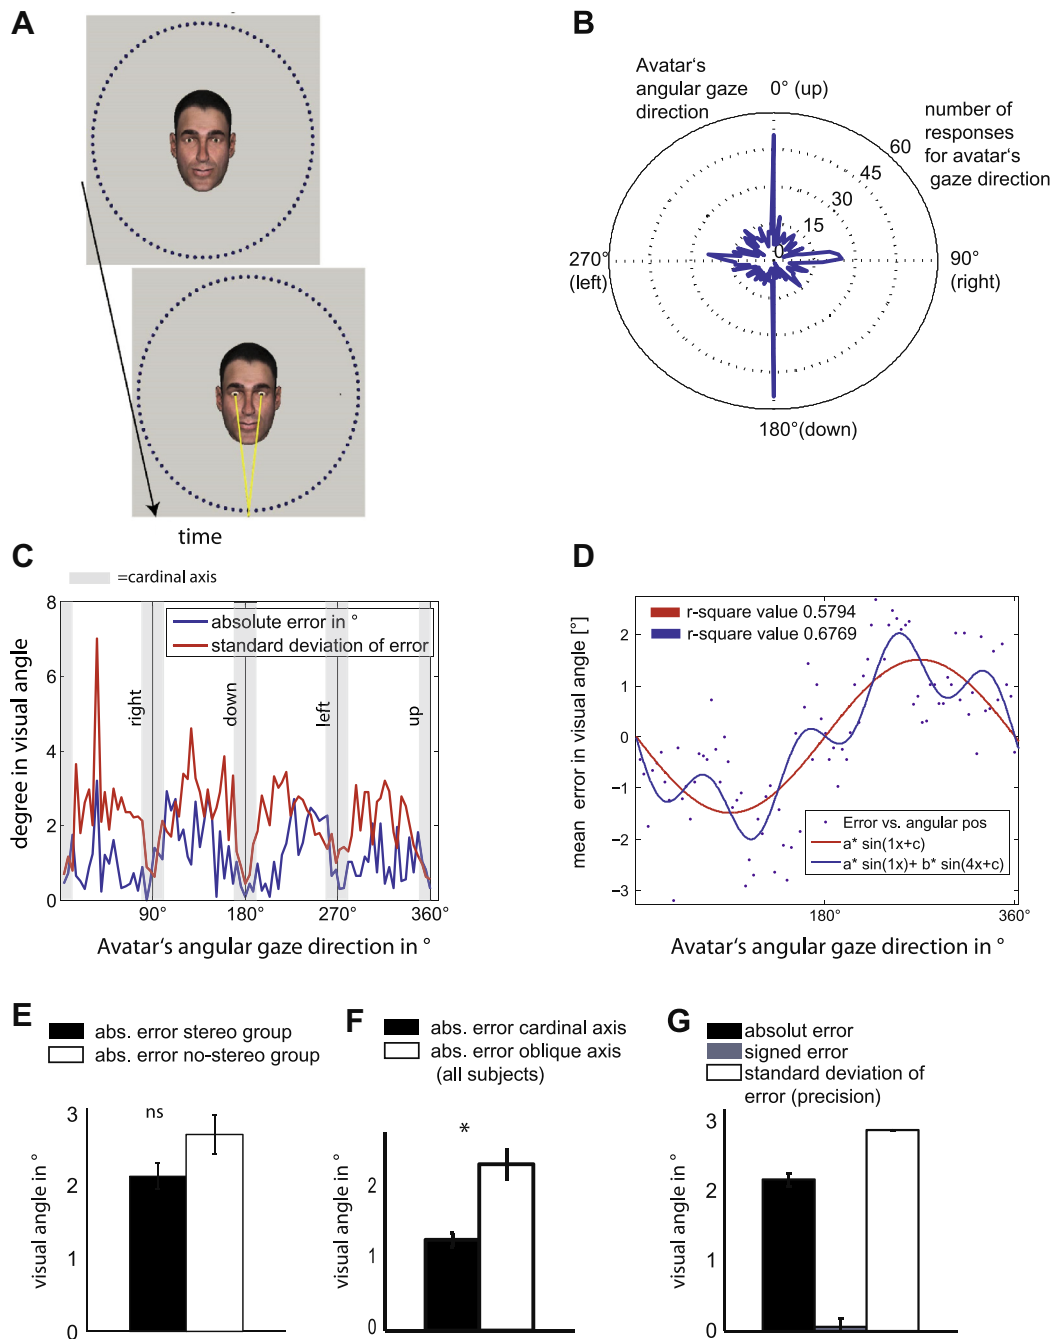 A
time
B
Avatar‘s
angular gaze
direction
0° (up)
number of
responses
for avatar‘s
gaze direction
60
45
30
15
0
270°
(left)
90°
(right)
180°(down)
C
=cardinal axis
absolute error in °
standard deviation of error
degree in visual angle
8
6
4
2
0
right
down
left
up
90°
180°
270°
360°
Avatar‘s angular gaze direction in °
D
r-square value 0.5794
r-square value 0.6769
mean error in visual angle [°]
2
1
0
−1
−2
−3
Error vs. angular pos
a* sin(1x+c)
a* sin(1x)+ b* sin(4x+c)
180°
360°
Avatar‘s angular gaze direction in °
E
abs. error stereo group
abs. error no-stereo group
visual angle in °
3
2
1
0
ns
F
abs. error cardinal axis
abs. error oblique axis
(all subjects)
visual angle in °
2
1
0
*
G
absolut error
signed error
standard deviation of
error (precision)
visual angle in °
3
2
1
0